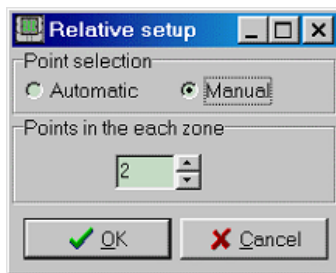 Relative setup
Point selection
Automatic Manual
Points in the each zone
2
OK Cancel